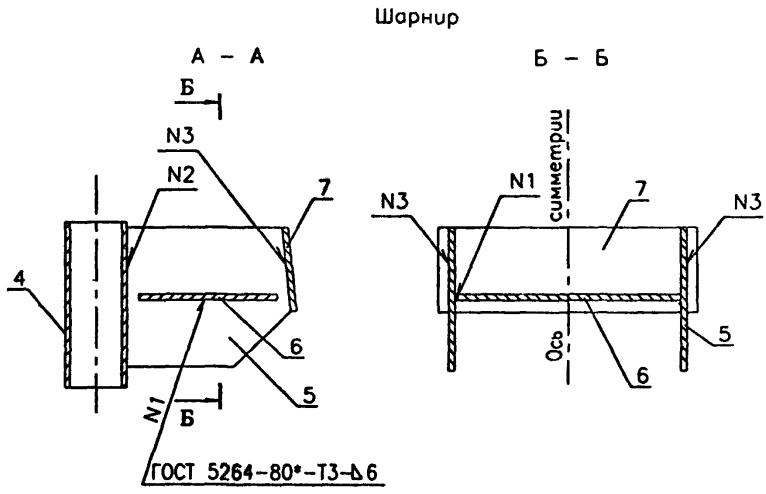 Шарнир
А – А
Б – Б
Б
N3
N2
7
4
6
5
Б
N1
ГОСТ 5264-80*-Т3-⊿6
N3
N1
Ось симметрии
7
N3
5
6